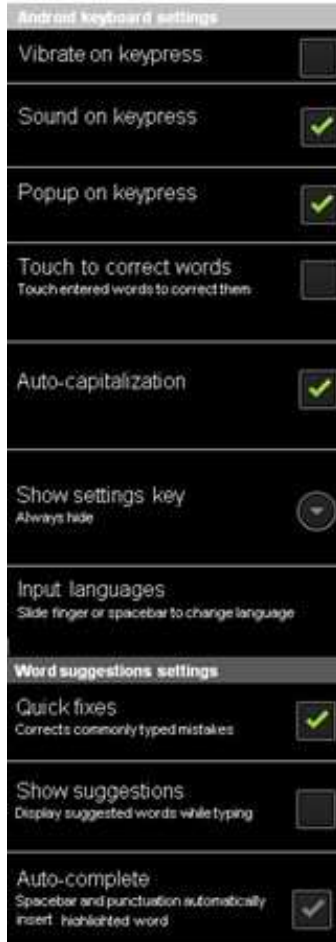 Android keyboard settings
Vibrate on keypress
Sound on keypress
Popup on keypress
Touch to correct words
Touch entered words to correct them
Auto-capitalization
Show settings key
Always hide
Input languages
Slide finger or spacebar to change language
Word suggestions settings
Quick fixes
Corrects commonly typed mistakes
Show suggestions
Display suggested words while typing
Auto-complete
Spacebar and punctuation automatically
insert highlighted word